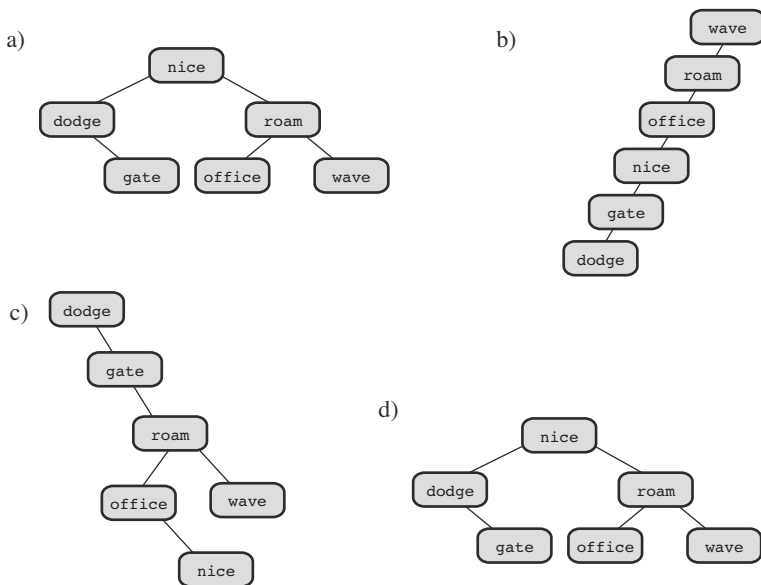 a)
nice
dodge
roam
gate
office
wave
b)
wave
roam
office
nice
gate
dodge
c)
dodge
gate
roam
office
wave
nice
d)
nice
dodge
roam
gate
office
wave